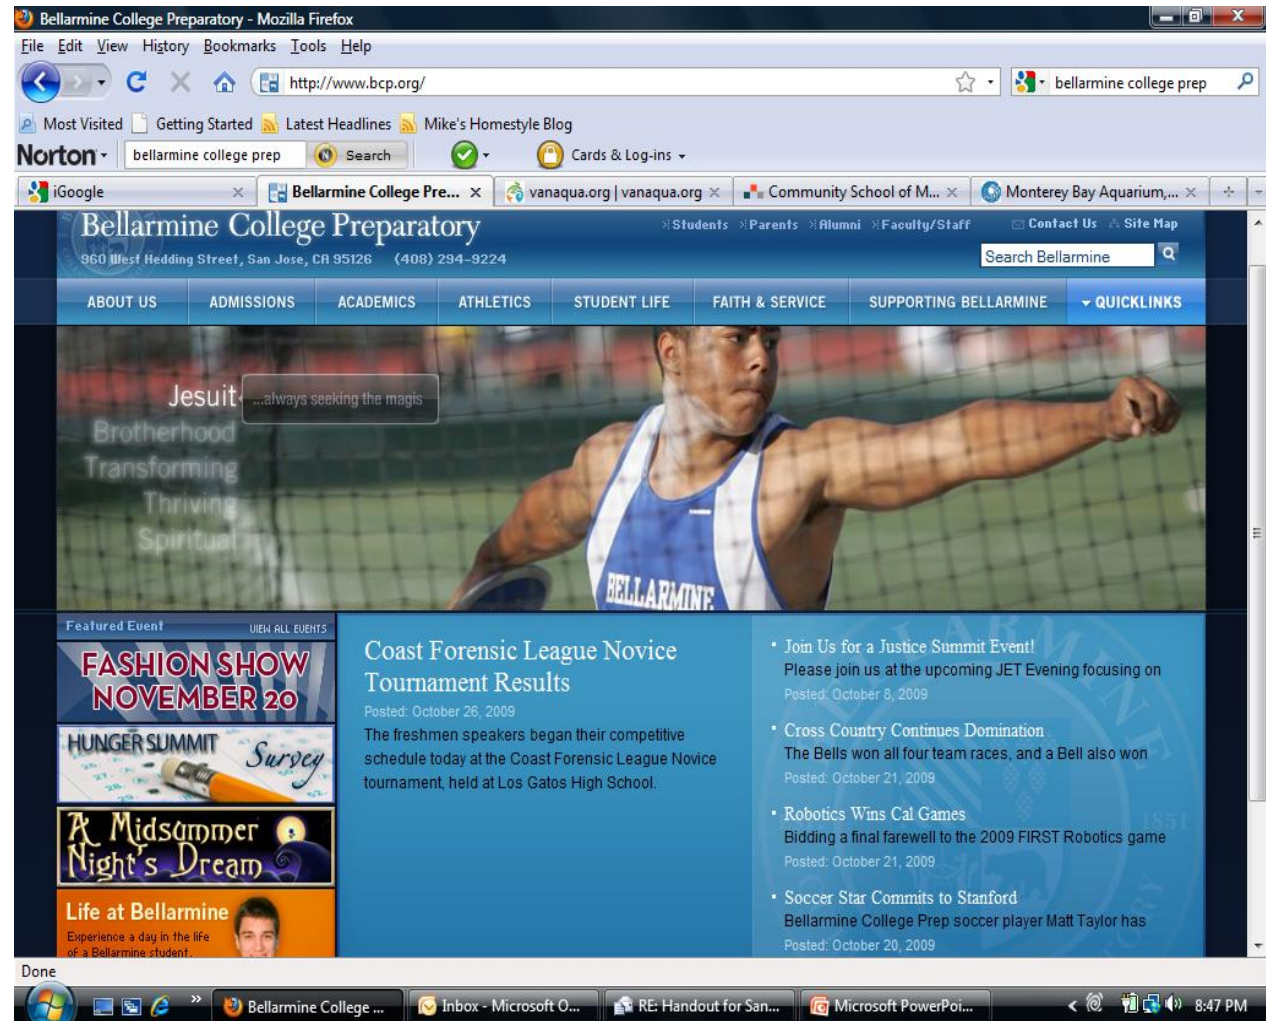 Bellarmine College Preparatory - Mozilla Firefox
File Edit View History Bookmarks Tools Help
http://www.bcp.org/
bellarmine college prep
Most Visited Getting Started Latest Headlines Mike's Homestyle Blog
Norton bellarmine college prep Search Cards & Log-ins
iGoogle Bellarmine College Pre... vanaqua.org | vanaqua.org Community School of M... Monterey Bay Aquarium,...
Bellarmine College Preparatory
Students Parents Alumni Faculty/Staff Contact Us Site Map
960 West Hedding Street, San Jose, CA 95126 (408) 294-9224
Search Bellarmine
ABOUT US ADMISSIONS ACADEMICS ATHLETICS STUDENT LIFE FAITH & SERVICE SUPPORTING BELLARMINE QUICKLINKS
Jesuit ...always seeking the magis
Brotherhood
Transforming
Thriving
Spiritual
BELLARMINE
Featured Event VIEW ALL EVENTS
FASHION SHOW
NOVEMBER 20
HUNGER SUMMIT
Survey
A Midsummer
Night's Dream
Life at Bellarmine
Experience a day in the life
of a Bellarmine student.
Coast Forensic League Novice
Tournament Results
Posted: October 26, 2009
The freshmen speakers began their competitive
schedule today at the Coast Forensic League Novice
tournament, held at Los Gatos High School.
Join Us for a Justice Summit Event!
Please join us at the upcoming JET Evening focusing on
Posted: October 8, 2009
Cross Country Continues Domination
The Bells won all four team races, and a Bell also won
Posted: October 21, 2009
Robotics Wins Cal Games
Bidding a final farewell to the 2009 FIRST Robotics game
Posted: October 21, 2009
Soccer Star Commits to Stanford
Bellarmine College Prep soccer player Matt Taylor has
Posted: October 20, 2009
1851
Done
Bellarmine College ... Inbox - Microsoft O... RE: Handout for San... Microsoft PowerPoi... 8:47 PM